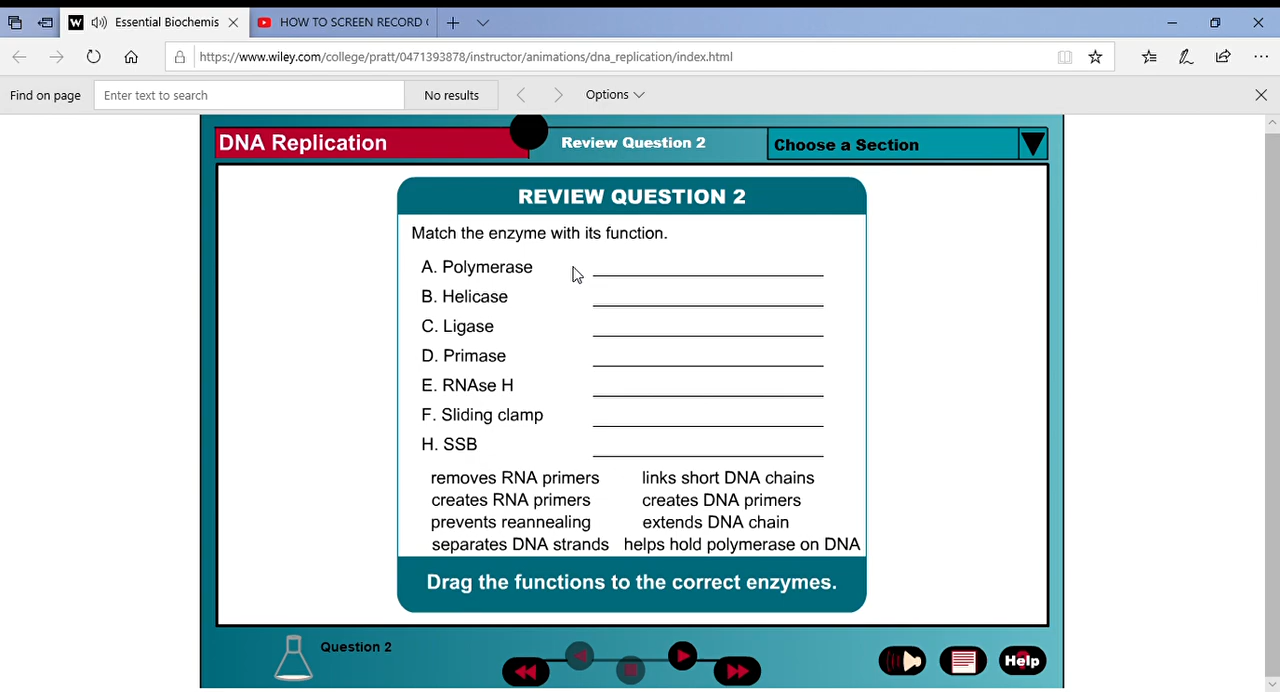 Essential Biochemis
HOW TO SCREEN RECORD
https://www.wiley.com/college/pratt/0471393878/instructor/animations/dna_replication/index.html
Find on page
Enter text to search
No results
Options
DNA Replication
Review Question 2
Choose a Section
REVIEW QUESTION 2
Match the enzyme with its function.
A. Polymerase
B. Helicase
C. Ligase
D. Primase
E. RNAse H
F. Sliding clamp
H. SSB
removes RNA primers links short DNA chains
creates RNA primers creates DNA primers
prevents reannealing extends DNA chain
separates DNA strands helps hold polymerase on DNA
Drag the functions to the correct enzymes.
Question 2
Help